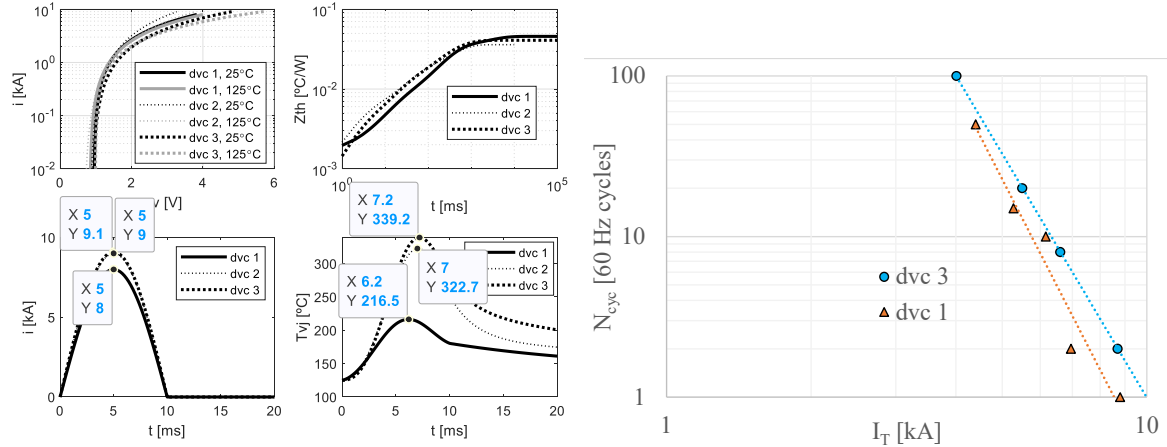 10^1
10^0
10^-1
10^-2
i [kA]
dvc 1, 25°C
dvc 1, 125°C
dvc 2, 25°C
dvc 2, 125°C
dvc 3, 25°C
dvc 3, 125°C
0 2 4 6
v [V]
10^-1
10^-2
10^-3
Zth [ºC/W]
dvc 1
dvc 2
dvc 3
10^0 10^5
t [ms]
X 5
Y 9.1
X 5
Y 9
X 5
Y 8
10
5
0
i [kA]
dvc 1
dvc 2
dvc 3
0 5 10 15 20
t [ms]
X 7.2
Y 339.2
X 7
Y 322.7
X 6.2
Y 216.5
300
250
200
150
100
Tvj [ºC]
dvc 1
dvc 2
dvc 3
0 5 10 15 20
t [ms]
100
10
1
N_cyc [60 Hz cycles]
dvc 3
dvc 1
1 10
I_T [kA]